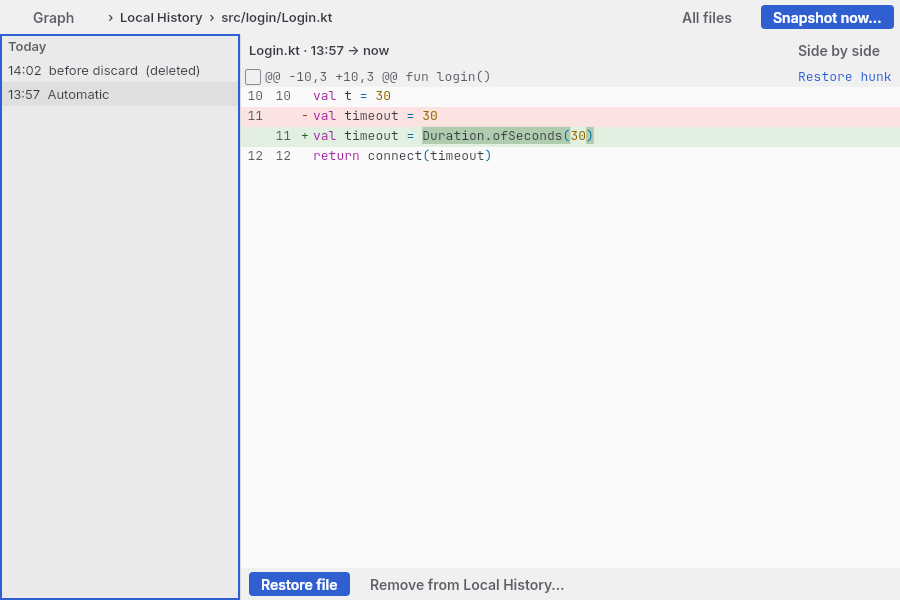 Graph › Local History › src/login/Login.kt All files Snapshot now...
Today
14:02 before discard (deleted)
13:57 Automatic
Login.kt · 13:57 → now Side by side
@@ -10,3 +10,3 @@ fun login() Restore hunk
10 10 val t = 30
11 - val timeout = 30
11 + val timeout = Duration.ofSeconds(30)
12 12 return connect(timeout)
Restore file Remove from Local History...